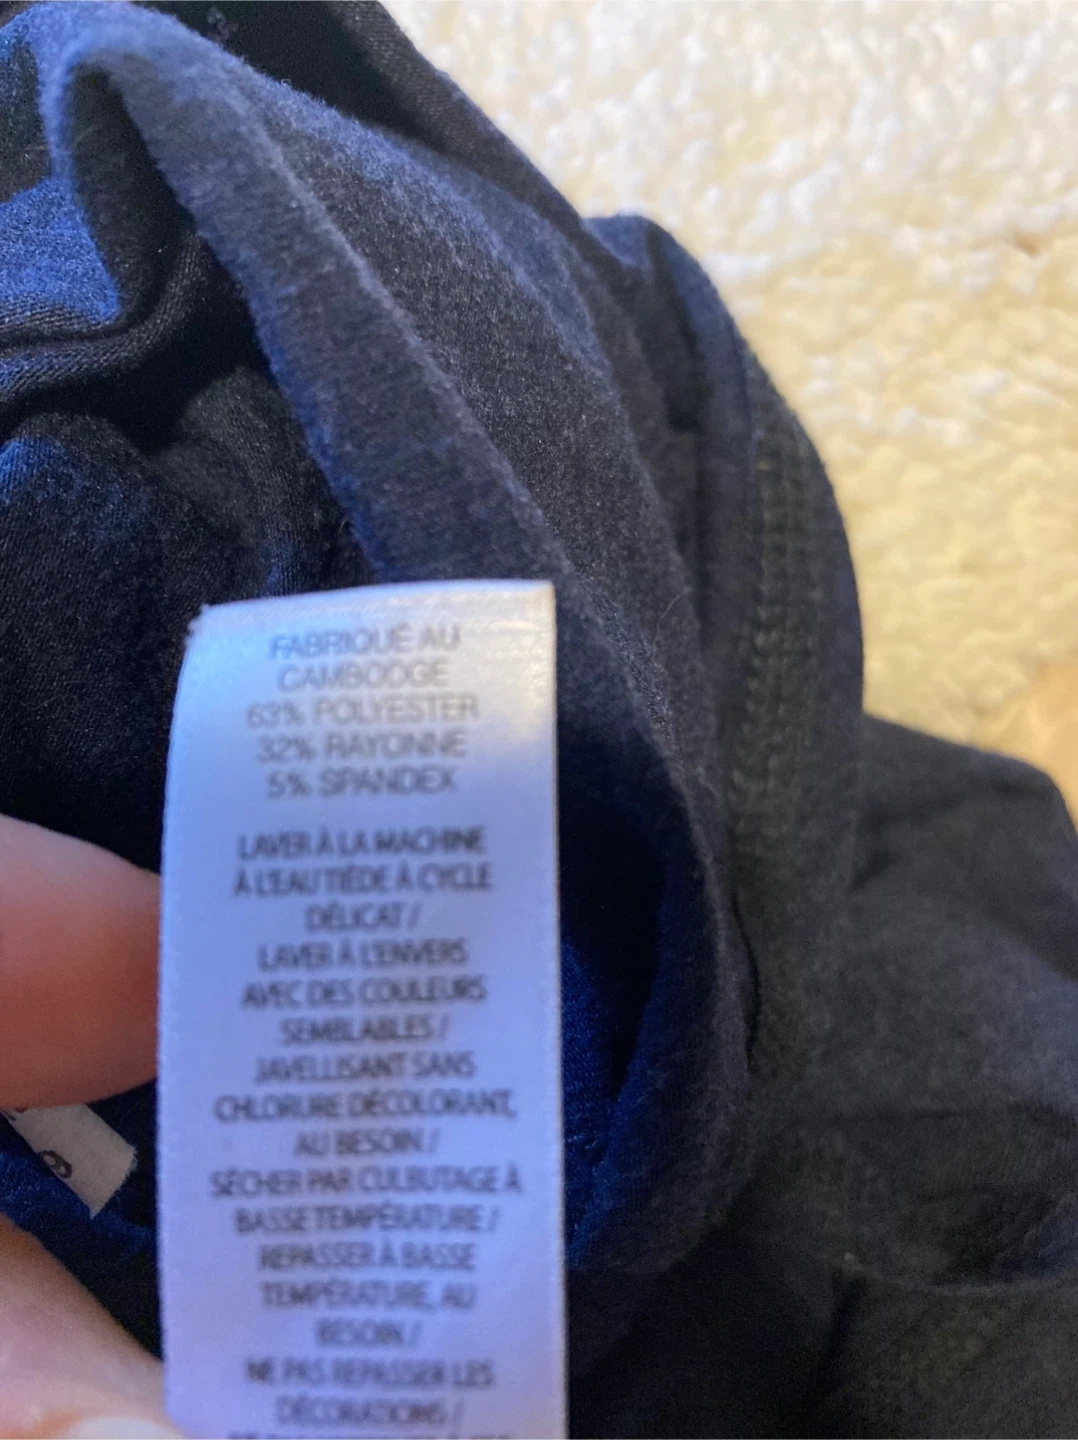 FABRIQUÉ AU
CAMBODGE
63% POLYESTER
32% RAYONNE
5% SPANDEX
LAVER À LA MACHINE
À L'EAU TIÈDE À CYCLE
DÉLICAT /
LAVER À L'ENVERS
AVEC DES COULEURS
SEMBLABLES /
JAVELLISANT SANS
CHLORURE DÉCOLORANT,
AU BESOIN /
SÉCHER PAR CULBUTAGE À
BASSE TEMPÉRATURE /
REPASSER À BASSE
TEMPÉRATURE, AU
BESOIN /
NE PAS REPASSER LES
DÉCORATIONS /